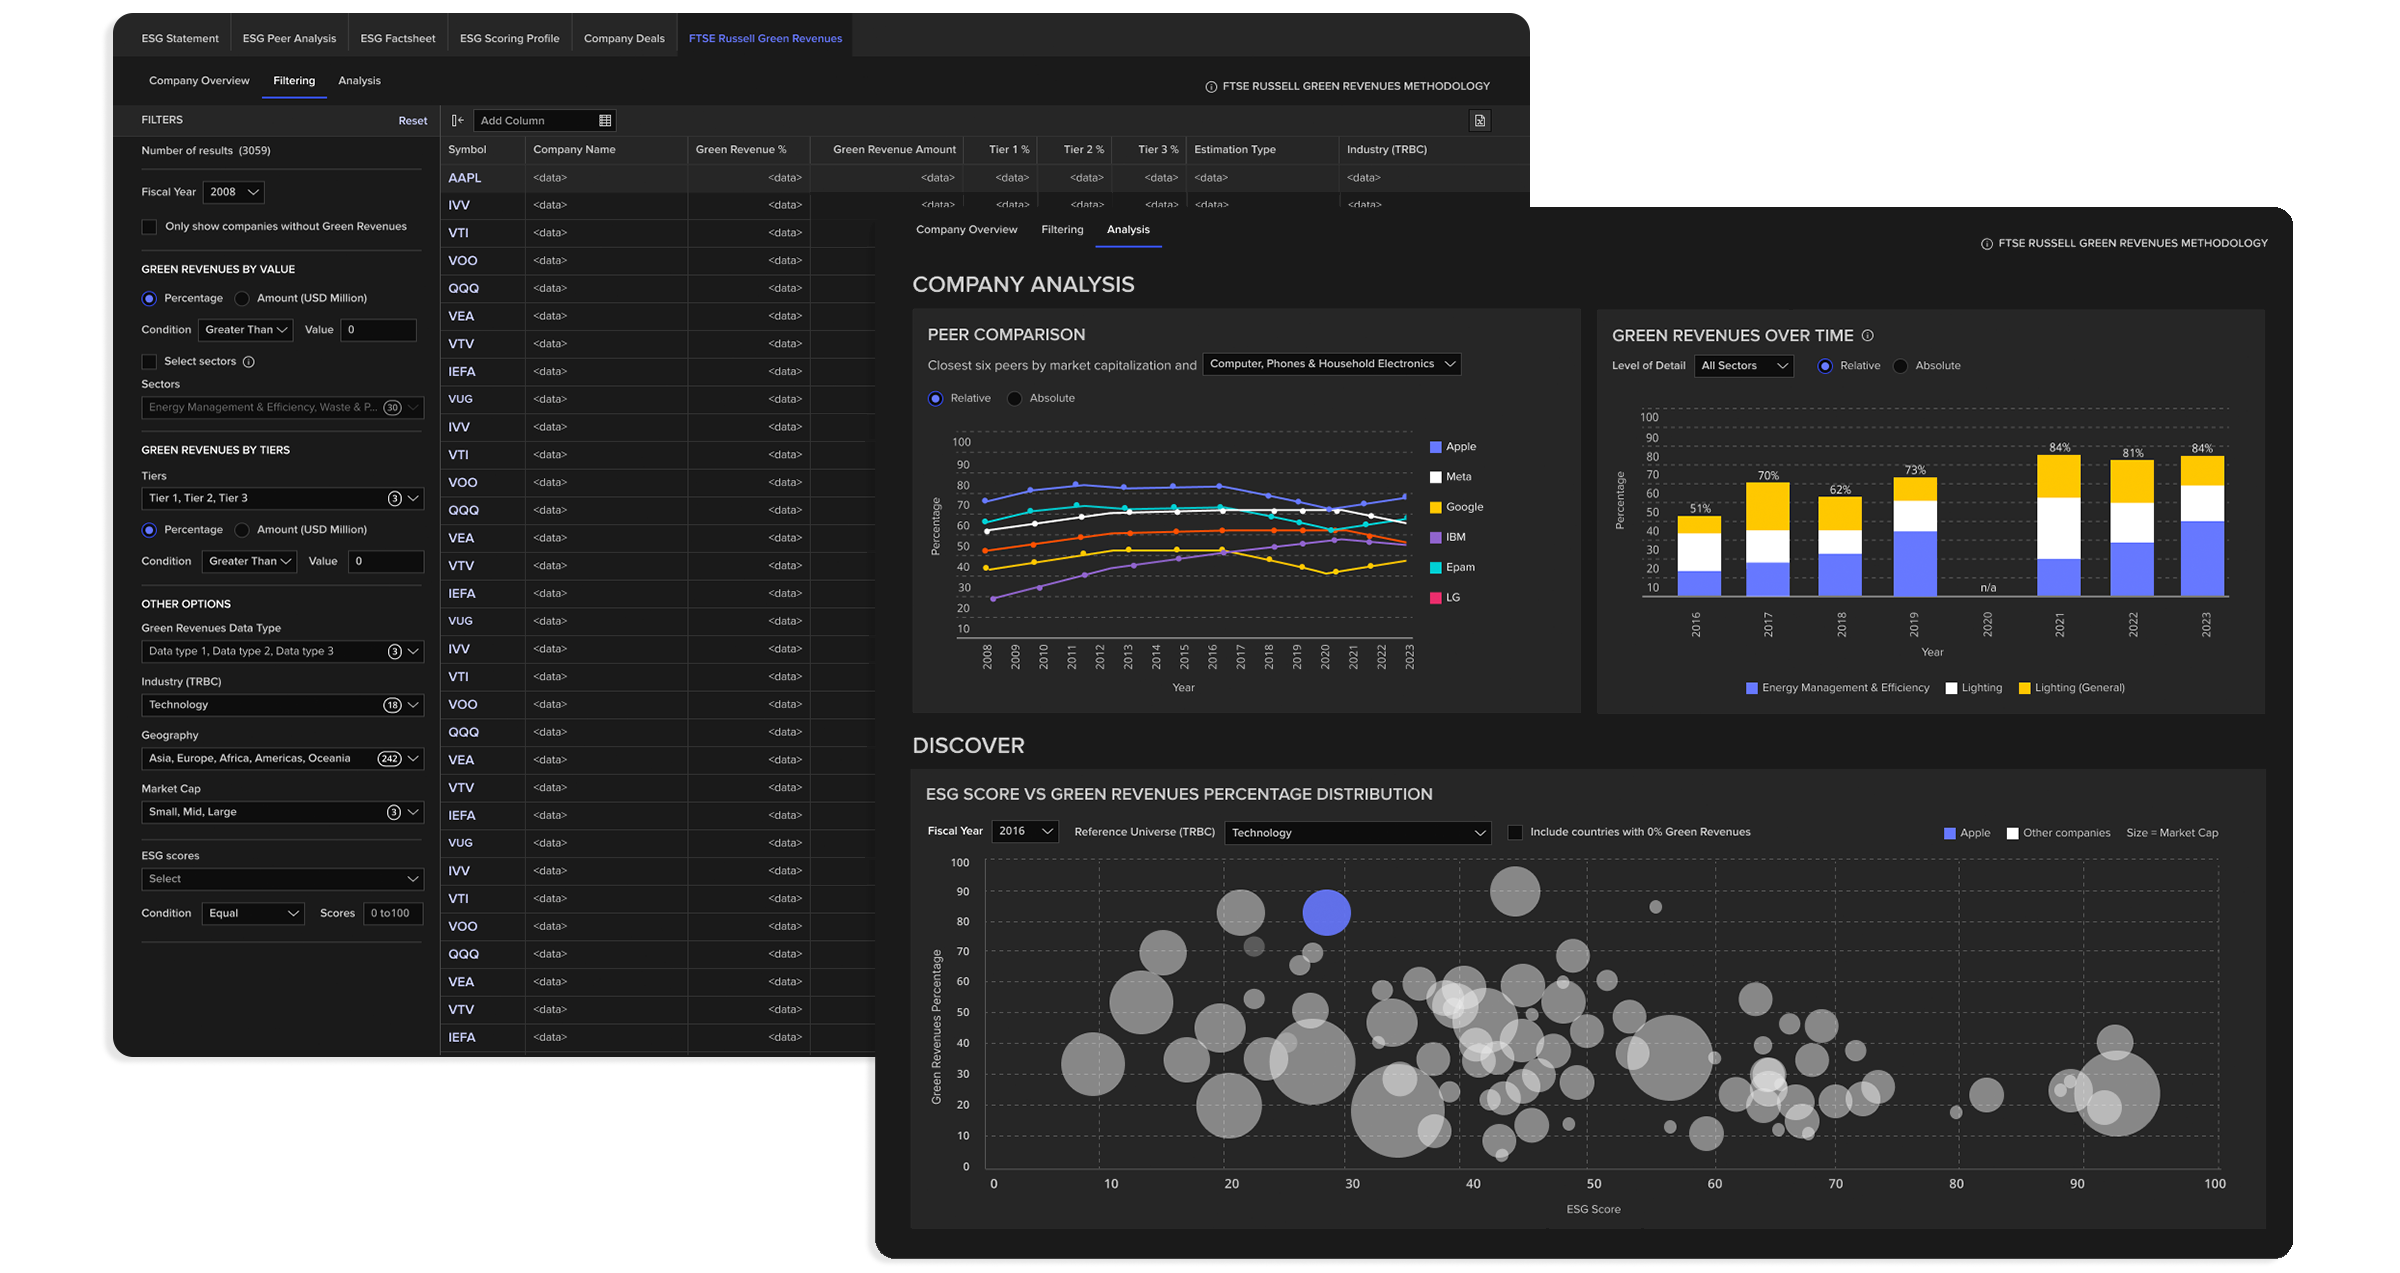 ESG Statement ESG Peer Analysis ESG Factsheet ESG Scoring Profile Company Deals FTSE Russell Green Revenues
Company Overview Filtering Analysis
FTSE RUSSELL GREEN REVENUES METHODOLOGY
FILTERS Reset
Number of results (3059)
Fiscal Year 2008
Only show companies without Green Revenues
GREEN REVENUES BY VALUE
Percentage Amount (USD Million)
Condition Greater Than Value 0
Select sectors
Sectors
Energy Management & Efficiency, Waste & P... 30
GREEN REVENUES BY TIERS
Tiers
Tier 1, Tier 2, Tier 3 3
Percentage Amount (USD Million)
Condition Greater Than Value 0
OTHER OPTIONS
Green Revenues Data Type
Data type 1, Data type 2, Data type 3 3
Industry (TRBC)
Technology 18
Geography
Asia, Europe, Africa, Americas, Oceania 242
Market Cap
Small, Mid, Large 3
ESG scores
Select
Condition Equal Scores 0 to100
Add Column
Symbol Company Name Green Revenue % Green Revenue Amount Tier 1 % Tier 2 % Tier 3 % Estimation Type Industry (TRBC)
AAPL <data> <data> <data> <data> <data> <data> <data> <data>
IVV <data> <data> <data> <data> <data> <data> <data> <data>
VTI <data> <data>
VOO <data> <data>
QQQ <data> <data>
VEA <data> <data>
VTV <data> <data>
IEFA <data> <data>
VUG <data> <data>
IVV <data> <data>
VTI <data> <data>
VOO <data> <data>
QQQ <data> <data>
VEA <data> <data>
VTV <data> <data>
IEFA <data> <data>
VUG <data> <data>
IVV <data> <data>
VTI <data> <data>
VOO <data> <data>
QQQ <data> <data>
VEA <data> <data>
VTV <data> <data>
IEFA <data> <data>
VUG <data> <data>
IVV <data> <data>
VTI <data> <data>
VOO <data> <data>
QQQ <data> <data>
VEA <data> <data>
VTV <data> <data>
IEFA <data> <data>
Company Overview Filtering Analysis
FTSE RUSSELL GREEN REVENUES METHODOLOGY
COMPANY ANALYSIS
PEER COMPARISON
Closest six peers by market capitalization and Computer, Phones & Household Electronics
Relative Absolute
Percentage
100
90
80
70
60
50
40
30
20
10
2008 2009 2010 2011 2012 2013 2014 2015 2016 2017 2018 2019 2020 2021 2022 2023
Year
Apple
Meta
Google
IBM
Epam
LG
GREEN REVENUES OVER TIME
Level of Detail All Sectors Relative Absolute
Percentage
100
90
80
70
60
50
40
30
20
10
51% 70% 62% 73% n/a 84% 81% 84%
2016 2017 2018 2019 2020 2021 2022 2023
Year
Energy Management & Efficiency Lighting Lighting (General)
DISCOVER
ESG SCORE VS GREEN REVENUES PERCENTAGE DISTRIBUTION
Fiscal Year 2016 Reference Universe (TRBC) Technology Include countries with 0% Green Revenues
Apple Other companies Size = Market Cap
Green Revenues Percentage
100
90
80
70
60
50
40
30
20
10
0
0 10 20 30 40 50 60 70 80 90 100
ESG Score